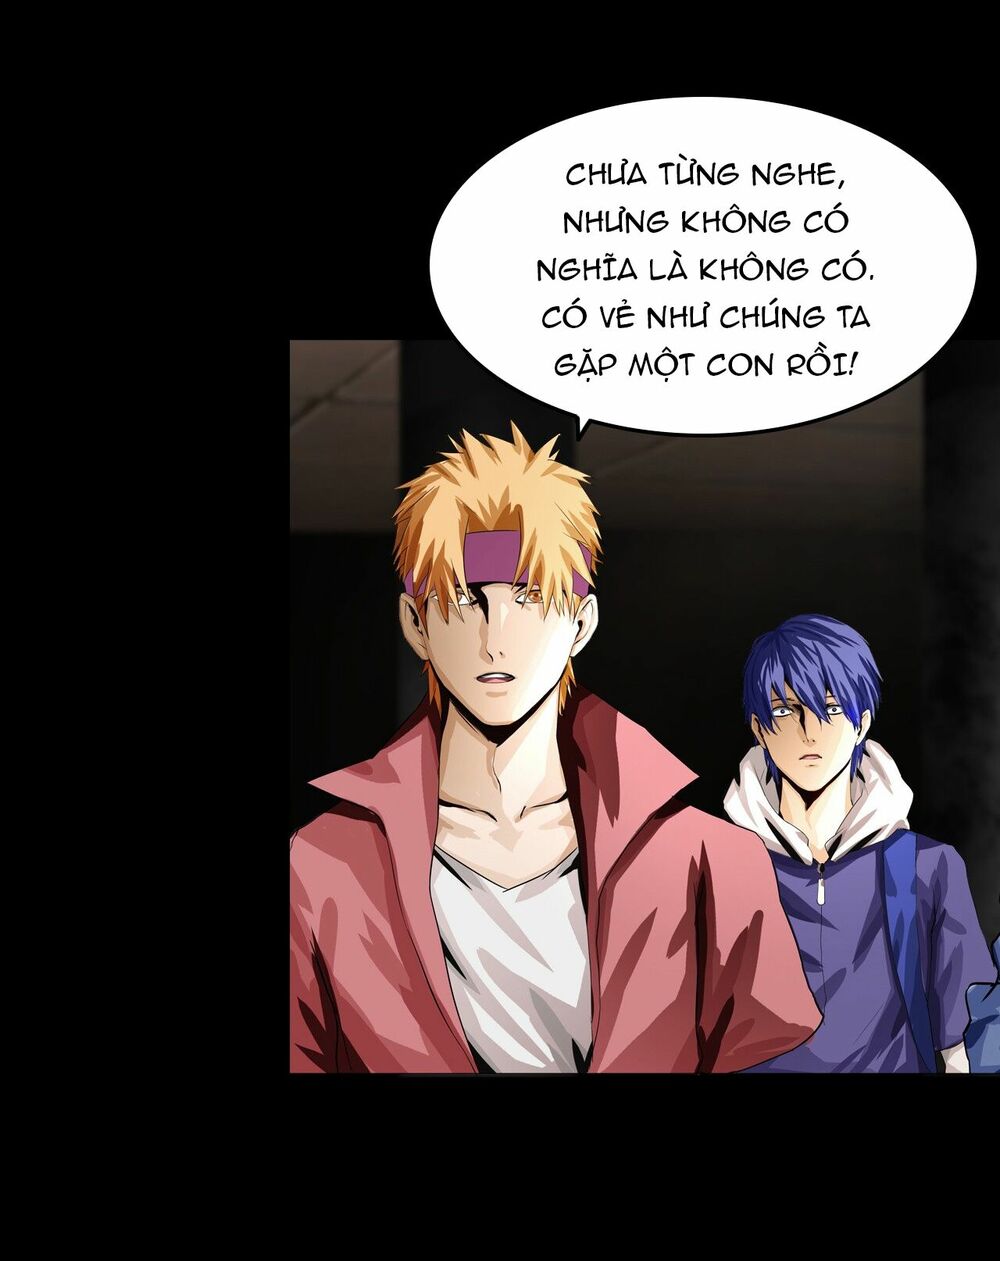 CHƯA TỪNG NGHE,
NHƯNG KHÔNG CÓ
NGHĨA LÀ KHÔNG CÓ.
CÓ VẺ NHƯ CHÚNG TA
GẶP MỘT CON RỒI!